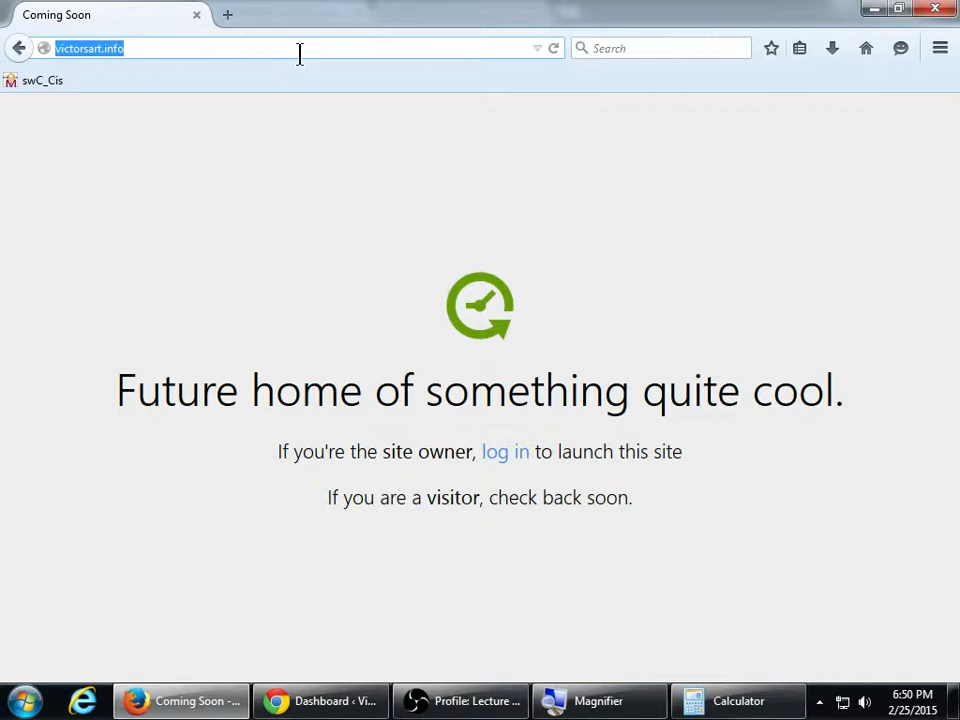 Coming Soon
victorsart.info
Search
swC_Cis
Future home of something quite cool.
If you're the site owner, log in to launch this site
If you are a visitor, check back soon.
Coming Soon -...
Dashboard ‹ Vi...
Profile: Lecture ...
Magnifier
Calculator
6:50 PM
2/25/2015